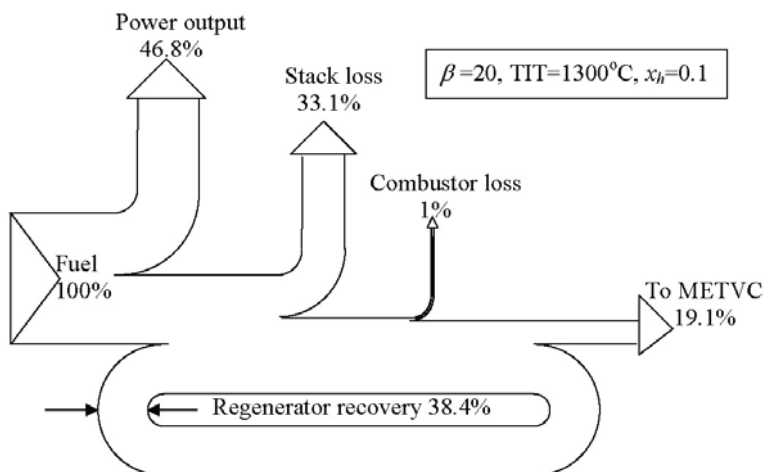 Power output
46.8%
Stack loss
33.1%
β=20, TIT=1300°C, xₕ=0.1
Combustor loss
1%
Fuel
100%
To METVC
19.1%
Regenerator recovery 38.4%